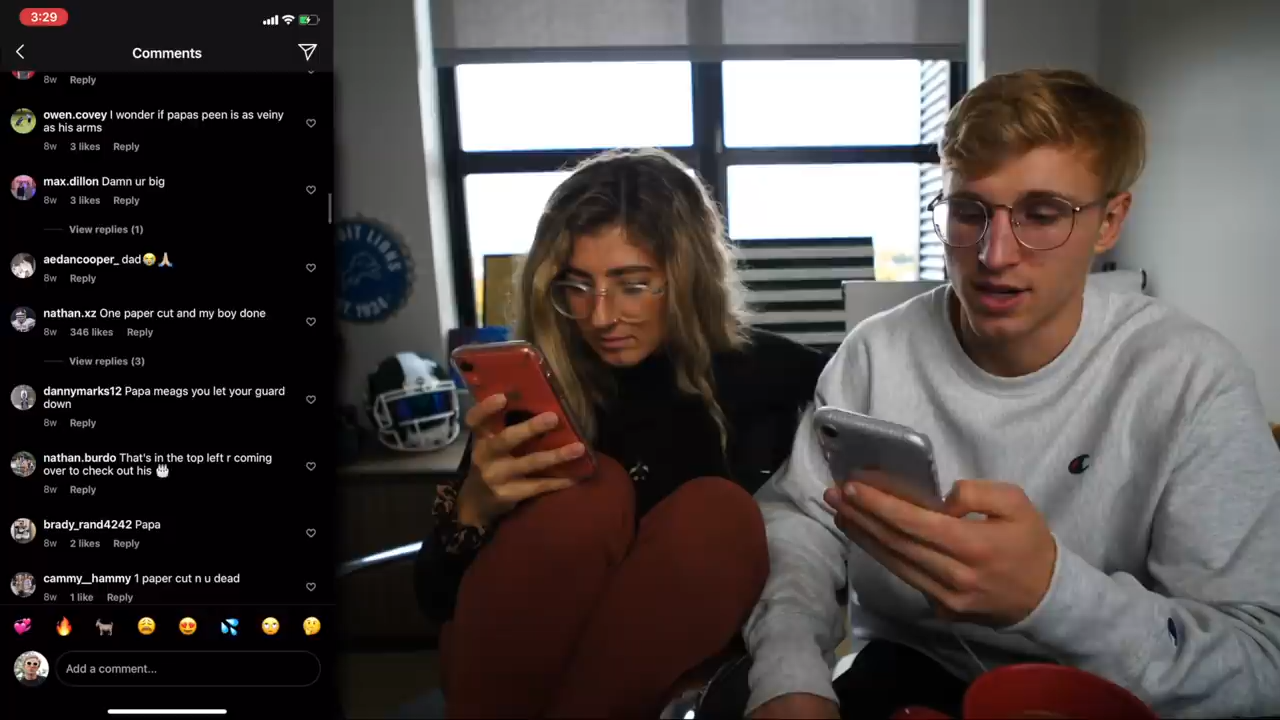 3:29
Comments
8w Reply
owen.covey I wonder if papas peen is as veiny
as his arms
8w 3 likes Reply
max.dillon Damn ur big
8w 3 likes Reply
View replies (1)
aedancooper_ dad😂🙏🏼
8w Reply
nathan.xz One paper cut and my boy done
8w 346 likes Reply
View replies (3)
dannymarks12 Papa meags you let your guard
down
8w Reply
nathan.burdo That's in the top left r coming
over to check out his 🎂
8w Reply
brady_rand4242 Papa
8w 2 likes Reply
cammy__hammy 1 paper cut n u dead
8w 1 like Reply
Add a comment...
IT LIONS
EST. 1934